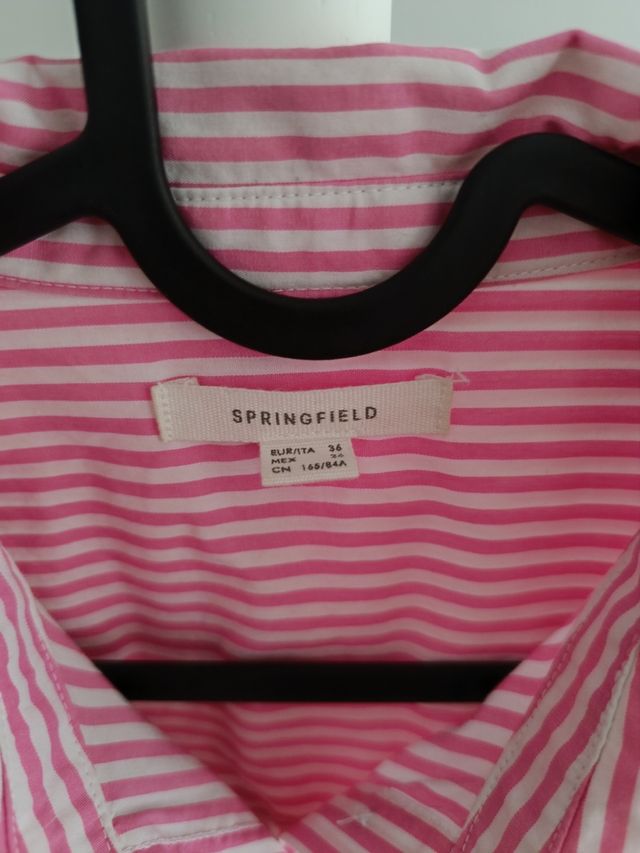 SPRINGFIELD
EUR/ITA 36
MEX
CN 165/84A